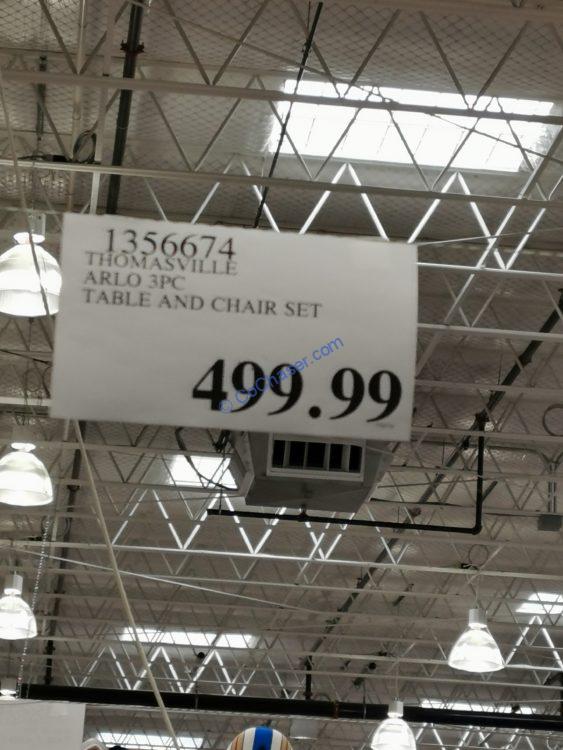 1356674
THOMASVILLE
ARLO 3PC
TABLE AND CHAIR SET
499.99
© CoChaser.com